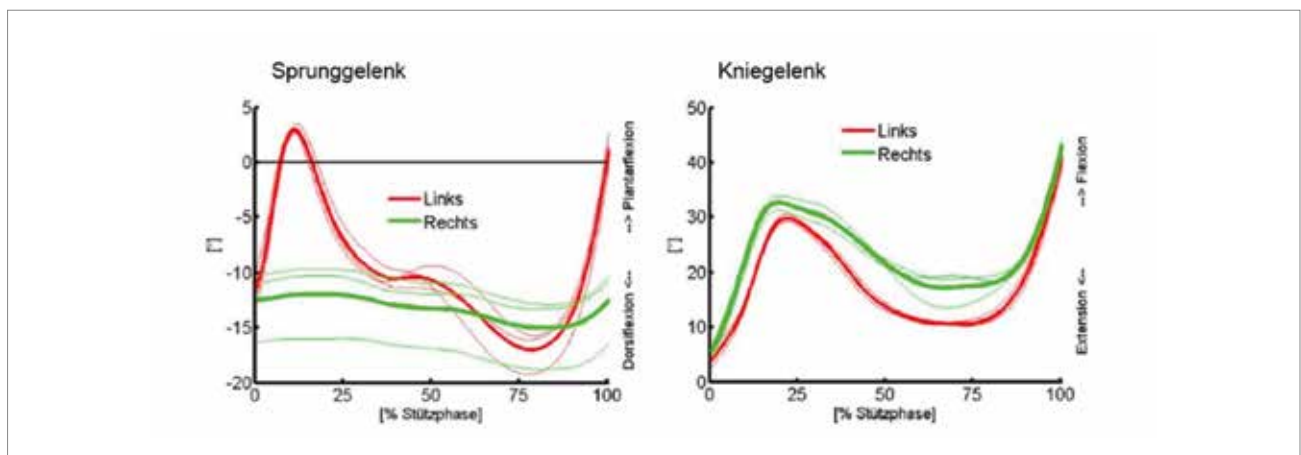 Sprunggelenk
5
0
-5
-10
-15
-20
[°]
Links
Rechts
0
25
50
75
100
[% Stützphase]
Dorsiflexion <-- --> Plantarflexion
Kniegelenk
50
40
30
20
10
0
[°]
Links
Rechts
0
25
50
75
100
[% Stützphase]
Extension <-- --> Flexion